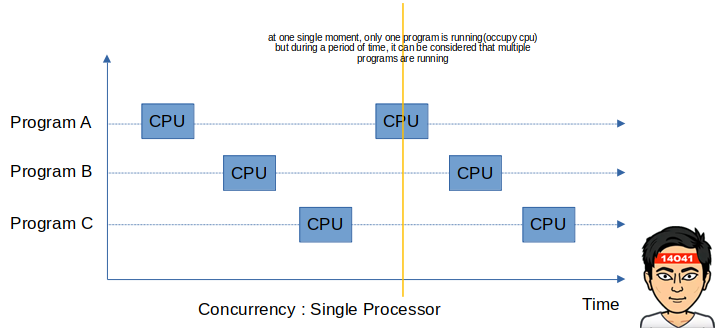 at one single moment, only one program is running(occupy cpu)
but during a period of time, it can be considered that multiple
programs are running
Program A
CPU
CPU
Program B
CPU
CPU
Program C
CPU
CPU
14041
Concurrency : Single Processor
Time